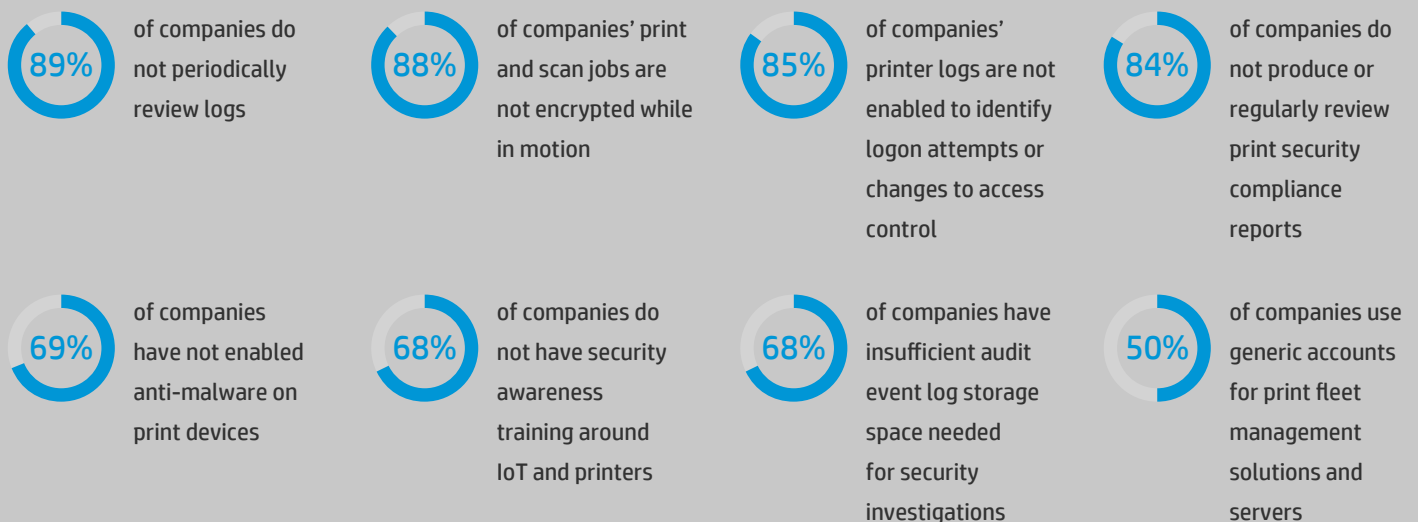 89%
of companies do
not periodically
review logs
88%
of companies’ print
and scan jobs are
not encrypted while
in motion
85%
of companies’
printer logs are not
enabled to identify
logon attempts or
changes to access
control
84%
of companies do
not produce or
regularly review
print security
compliance
reports
69%
of companies
have not enabled
anti-malware on
print devices
68%
of companies do
not have security
awareness
training around
IoT and printers
68%
of companies have
insufficient audit
event log storage
space needed
for security
investigations
50%
of companies use
generic accounts
for print fleet
management
solutions and
servers